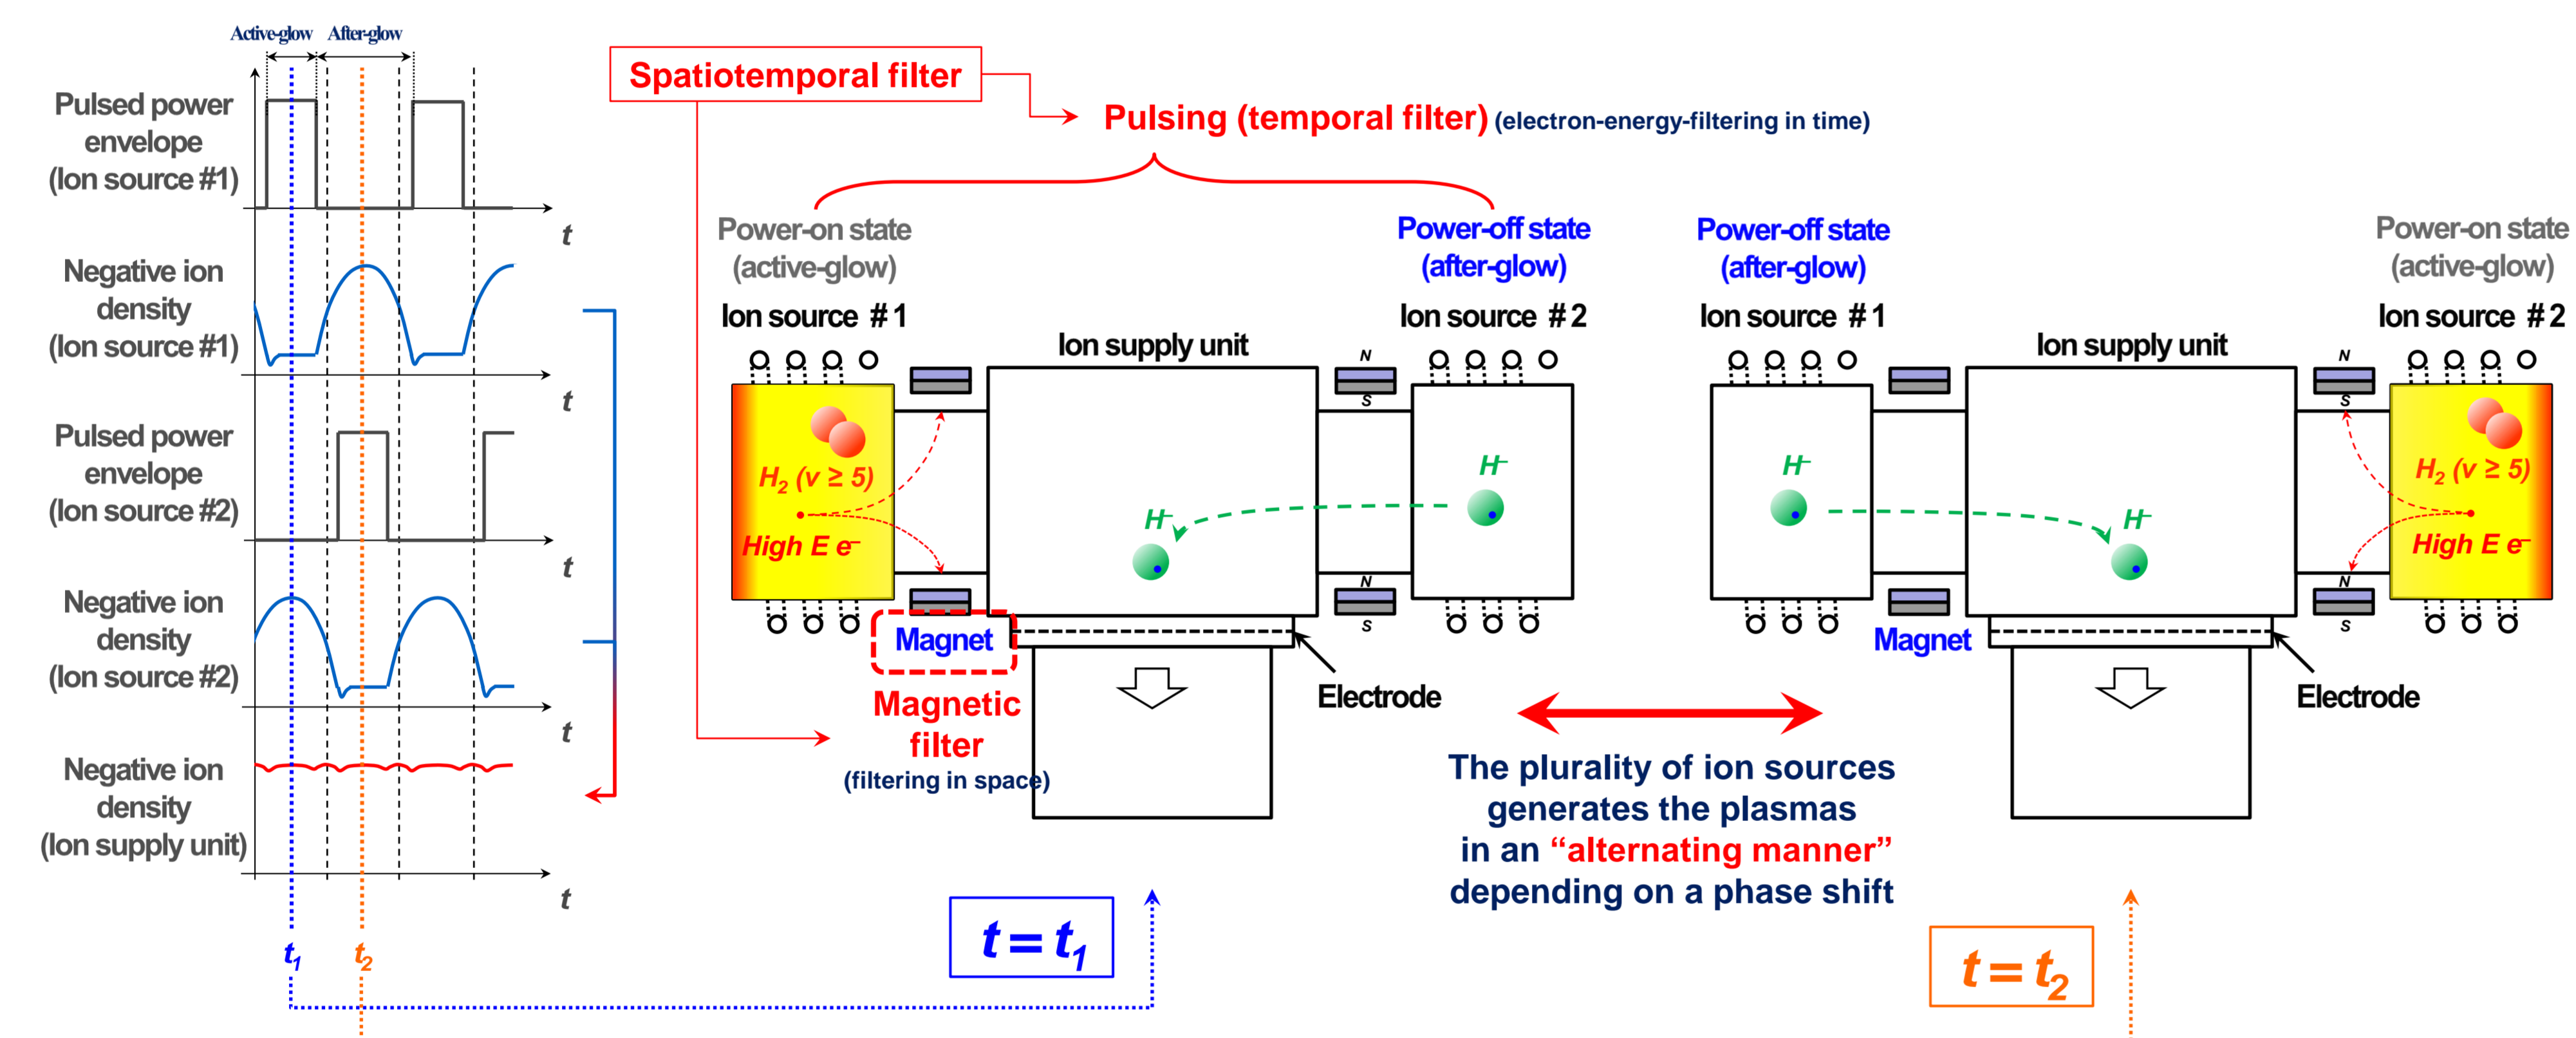 Active-glow After-glow
Pulsed power
envelope
(Ion source #1)
t
Negative ion
density
(Ion source #1)
t
Pulsed power
envelope
(Ion source #2)
t
Negative ion
density
(Ion source #2)
t
Negative ion
density
(Ion supply unit)
t
t1 t2
Spatiotemporal filter
Pulsing (temporal filter) (electron-energy-filtering in time)
Power-on state
(active-glow)
Ion source #1
Ion supply unit
Power-off state
(after-glow)
Ion source #2
N
S
H2 (v ≥ 5)
High E e–
H–
H–
N
S
Magnet
Magnetic
filter
(filtering in space)
Electrode
t = t1
Power-off state
(after-glow)
Ion source #1
Ion supply unit
Power-on state
(active-glow)
Ion source #2
N
S
H–
H–
H2 (v ≥ 5)
High E e–
N
S
Magnet
Electrode
The plurality of ion sources
generates the plasmas
in an “alternating manner”
depending on a phase shift
t = t2